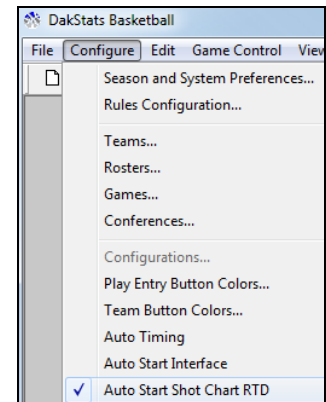 DakStats Basketball
File Configure Edit Game Control View
Season and System Preferences...
Rules Configuration...
Teams...
Rosters...
Games...
Conferences...
Configurations...
Play Entry Button Colors...
Team Button Colors...
Auto Timing
Auto Start Interface
Auto Start Shot Chart RTD